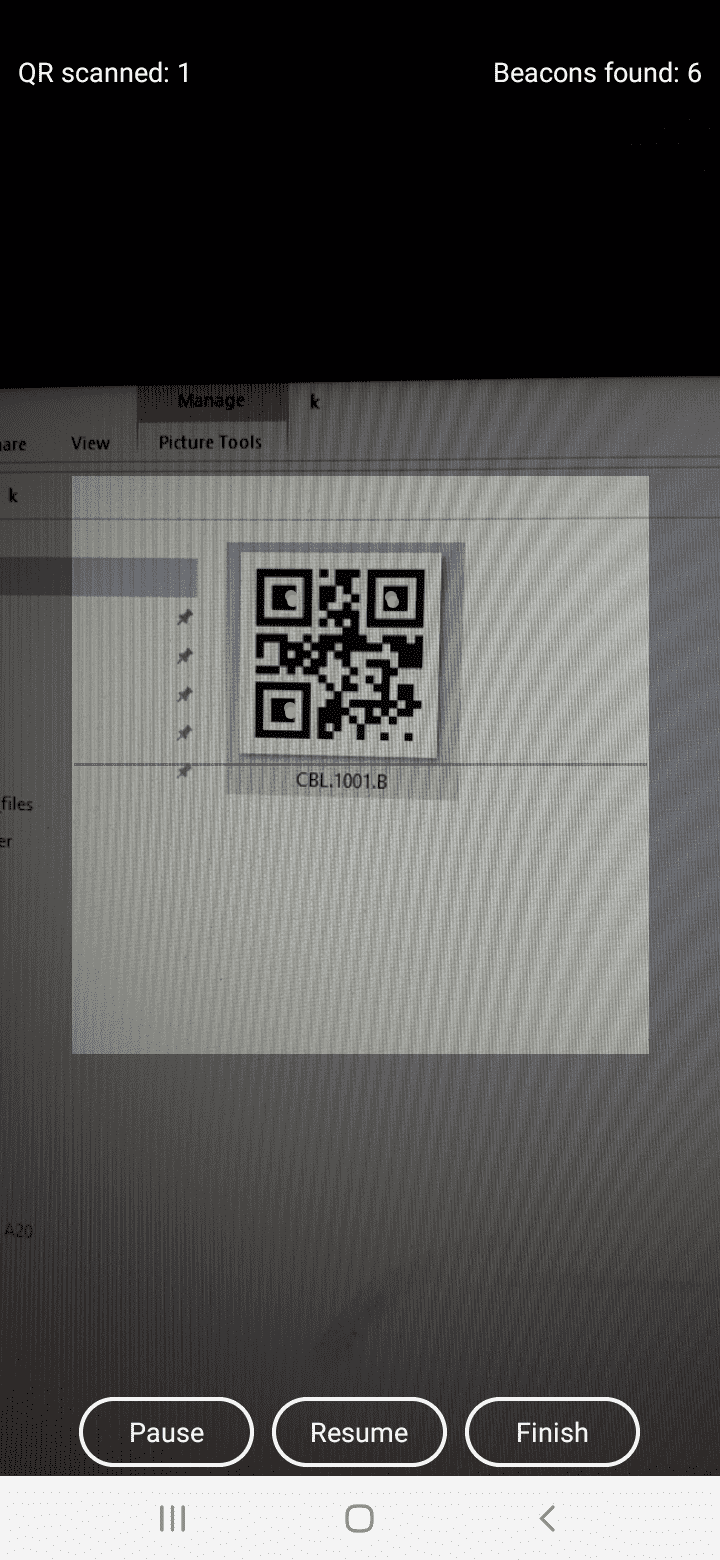 QR scanned: 1
Beacons found: 6
Manage
k
are
View
Picture Tools
k
CBL.1001.B
files
er
A20
Pause
Resume
Finish